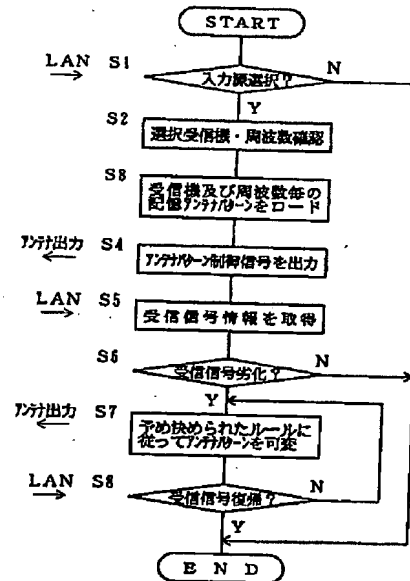 START
LAN S1
入力源選択? N
Y
S2
選択受信機・周波数確認
S8
受信機及び周波数毎の
記憶アンテナパターンをロード
アンテナ出力 S4
アンテナパターン制御信号を出力
LAN S5
受信信号情報を取得
S6
受信信号劣化? N
Y
アンテナ出力 S7
予め決められたルールに
従ってアンテナパターンを可変
LAN S8
受信信号復帰? N
Y
END